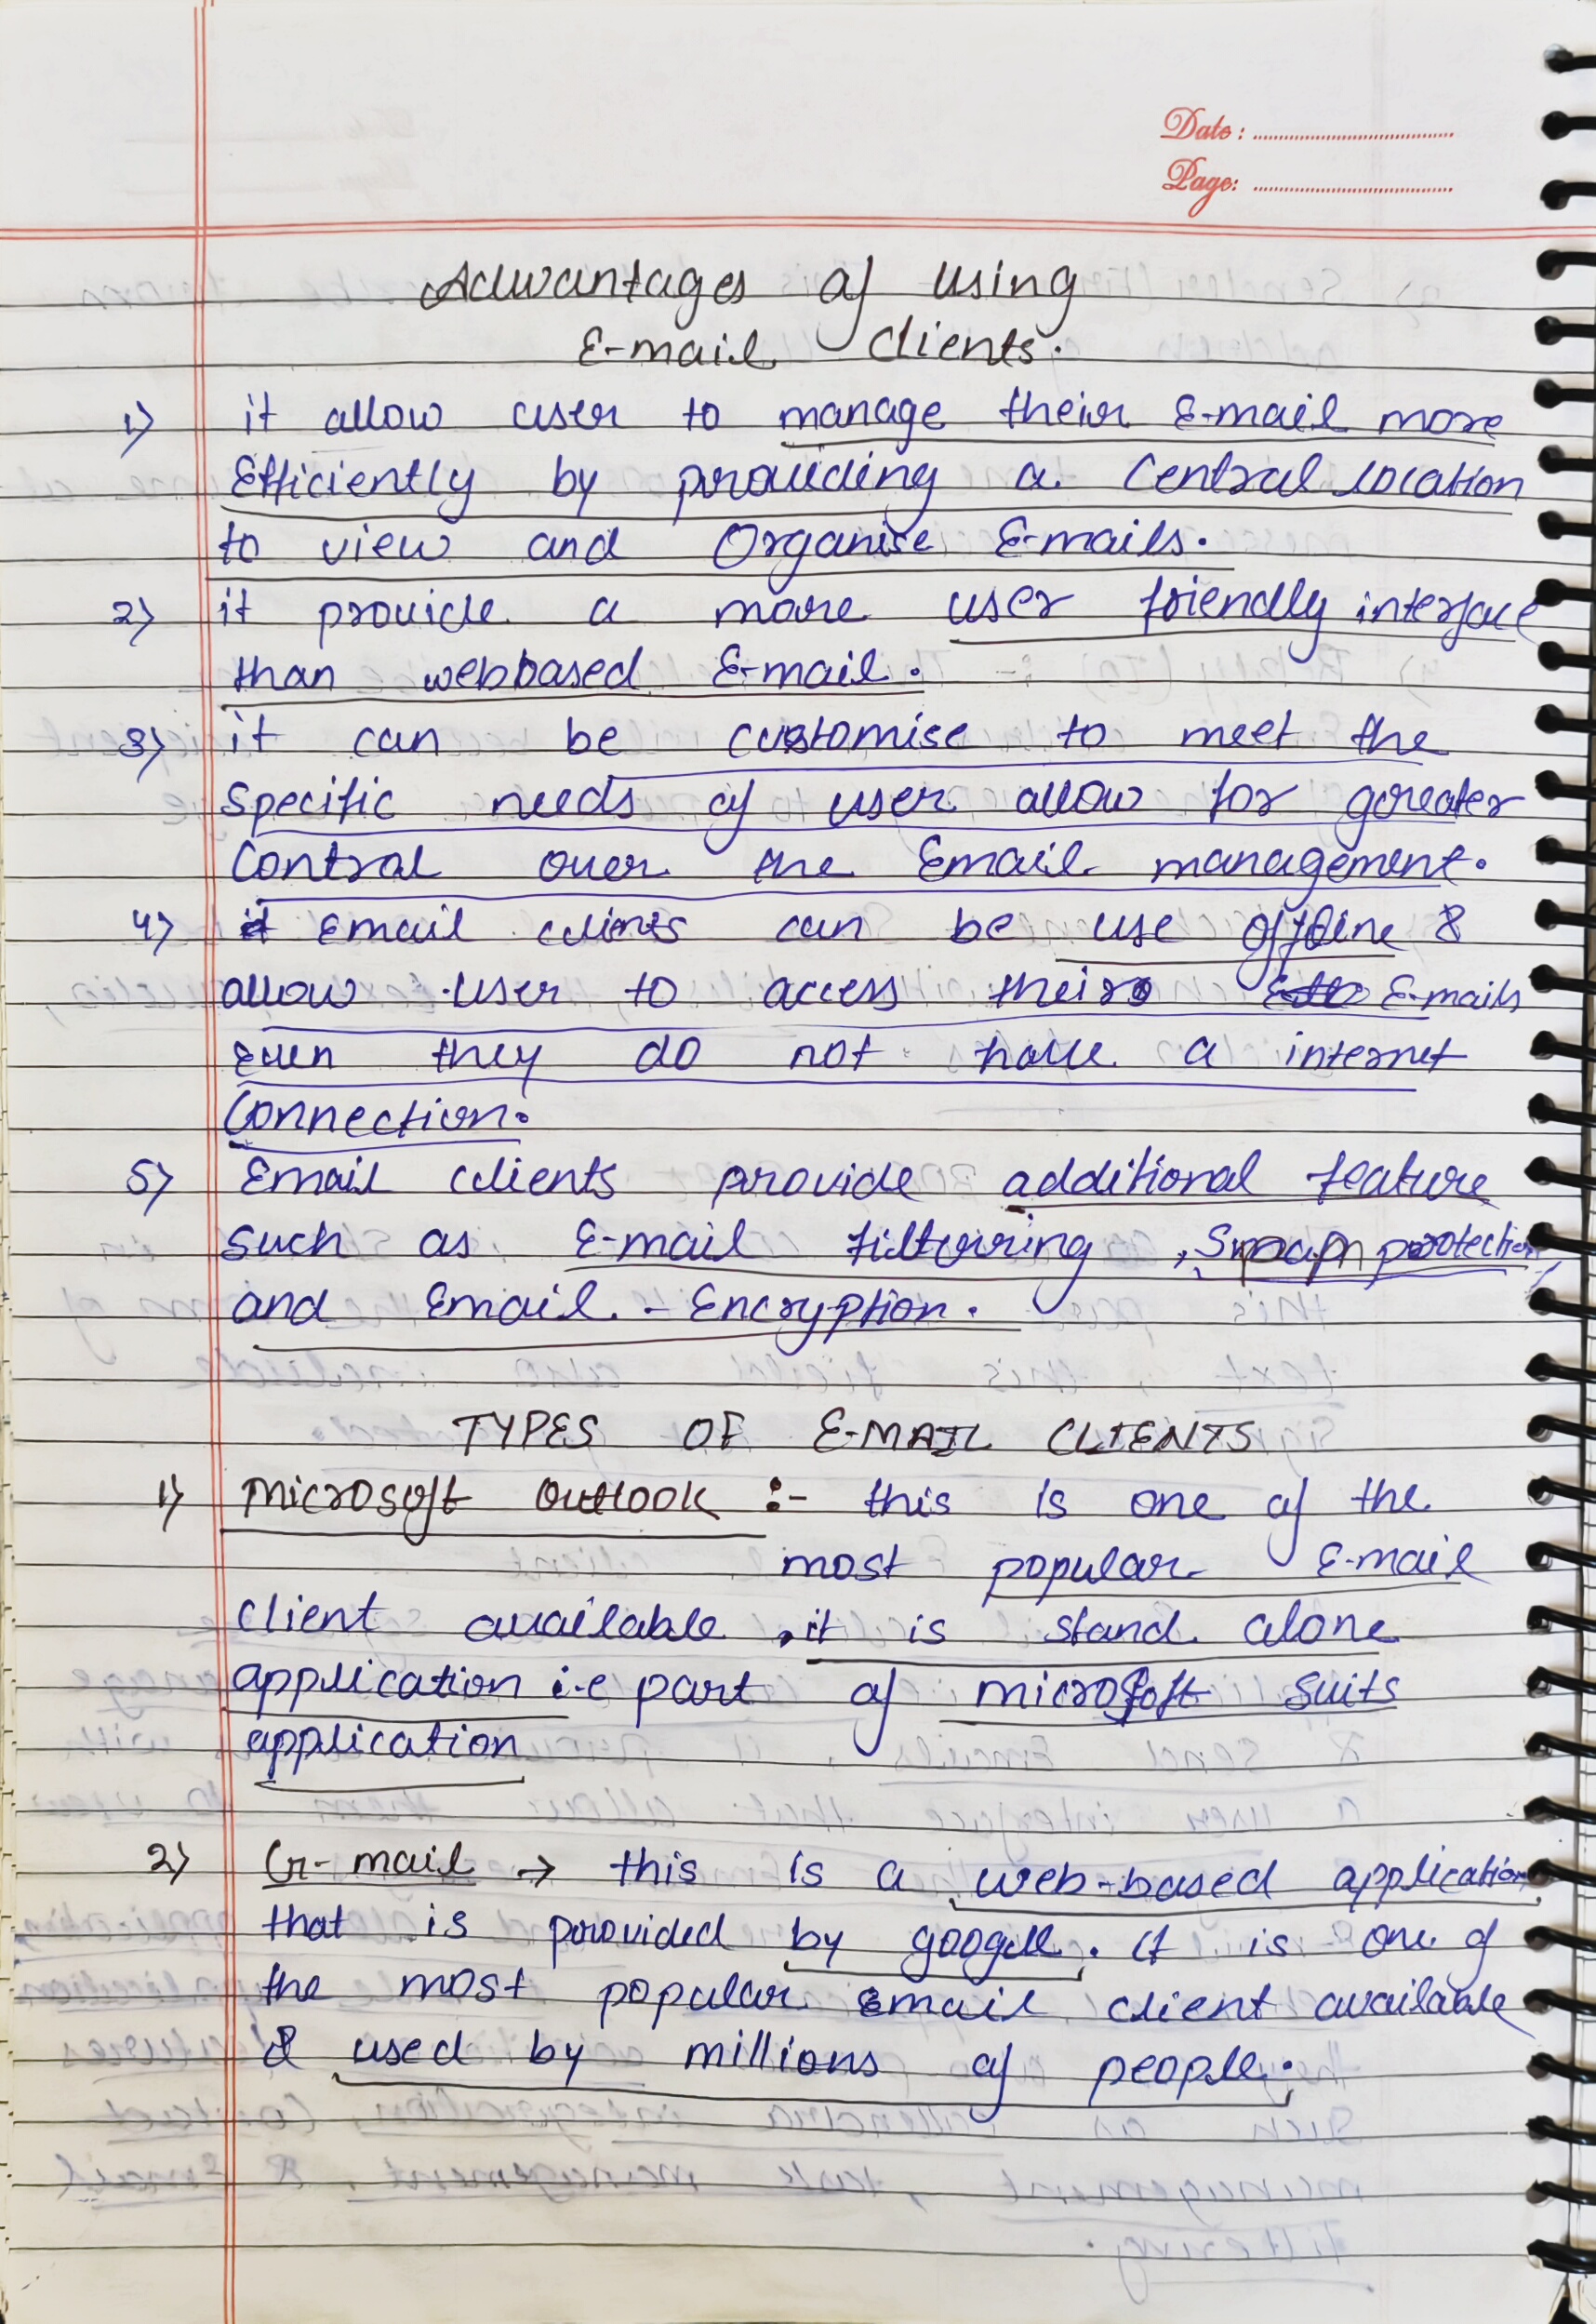 Date:
Page:
Advantages of using
E-mail clients.
1) it allow user to manage their E-mail more
Efficiently by providing a central location
to view and Organise E-mails.
2) it provide a more user friendly interface
than webbased E-mail.
3) it can be customise to meet the
specific needs of user allow for greater
control over the Email management.
4) Email clients can be use offline &
allow user to access their E-mails
even they do not have a internet
connection.
5) Email clients provide additional feature
such as E-mail filtering, Spam protection
and Email - Encryption.
TYPES OF E-MAIL CLIENTS
1) Microsoft Outlook :- this is one of the
most popular E-mail
client available, it is stand alone
application i.e part of microsoft suits
application
2) G-mail → this is a web-based application
that is provided by google. it is one of
the most popular email client available
& used by millions of people.